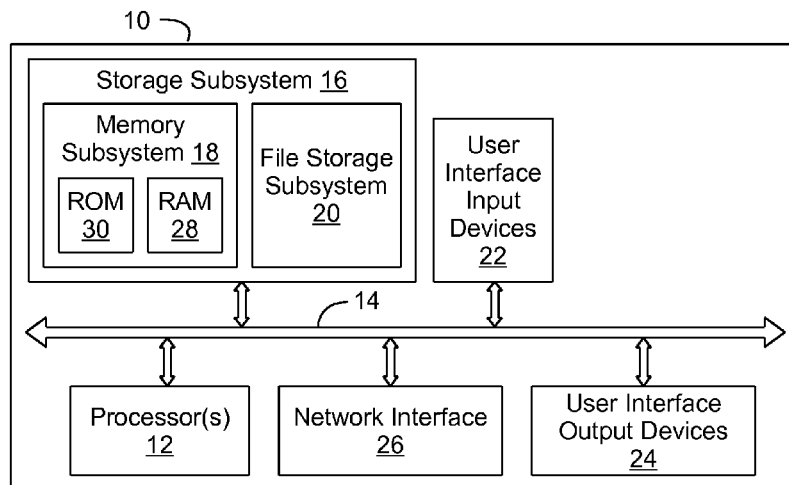 10
Storage Subsystem 16
Memory
Subsystem 18
ROM
30
RAM
28
File Storage
Subsystem
20
User
Interface
Input
Devices
22
14
Processor(s)
12
Network Interface
26
User Interface
Output Devices
24